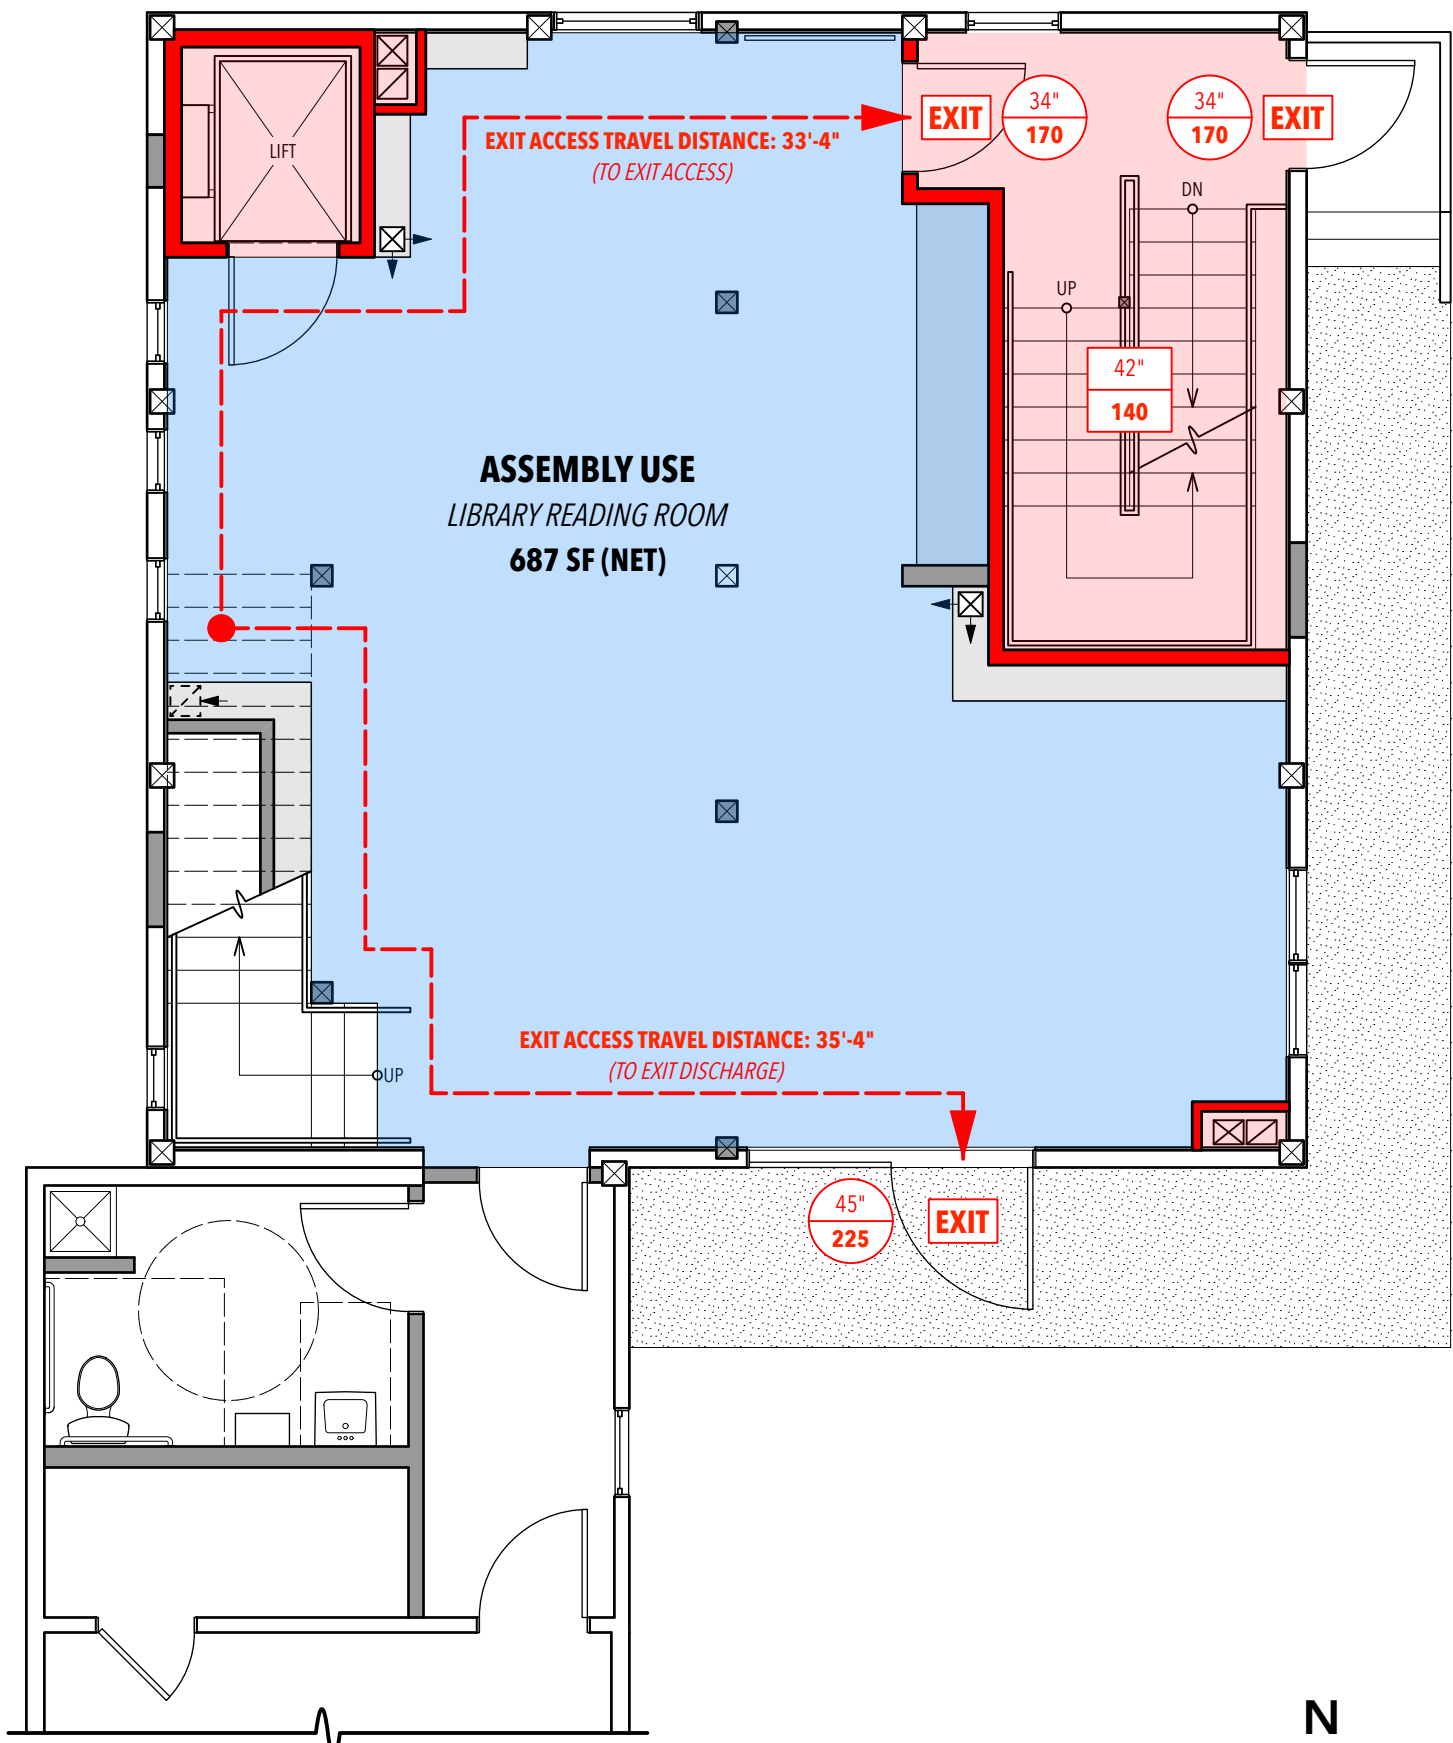 LIFT
EXIT ACCESS TRAVEL DISTANCE: 33'-4"
(TO EXIT ACCESS)
EXIT
34"
170
34"
170
EXIT
DN
UP
42"
140
ASSEMBLY USE
LIBRARY READING ROOM
687 SF (NET)
EXIT ACCESS TRAVEL DISTANCE: 35'-4"
(TO EXIT DISCHARGE)
UP
45"
225
EXIT
N